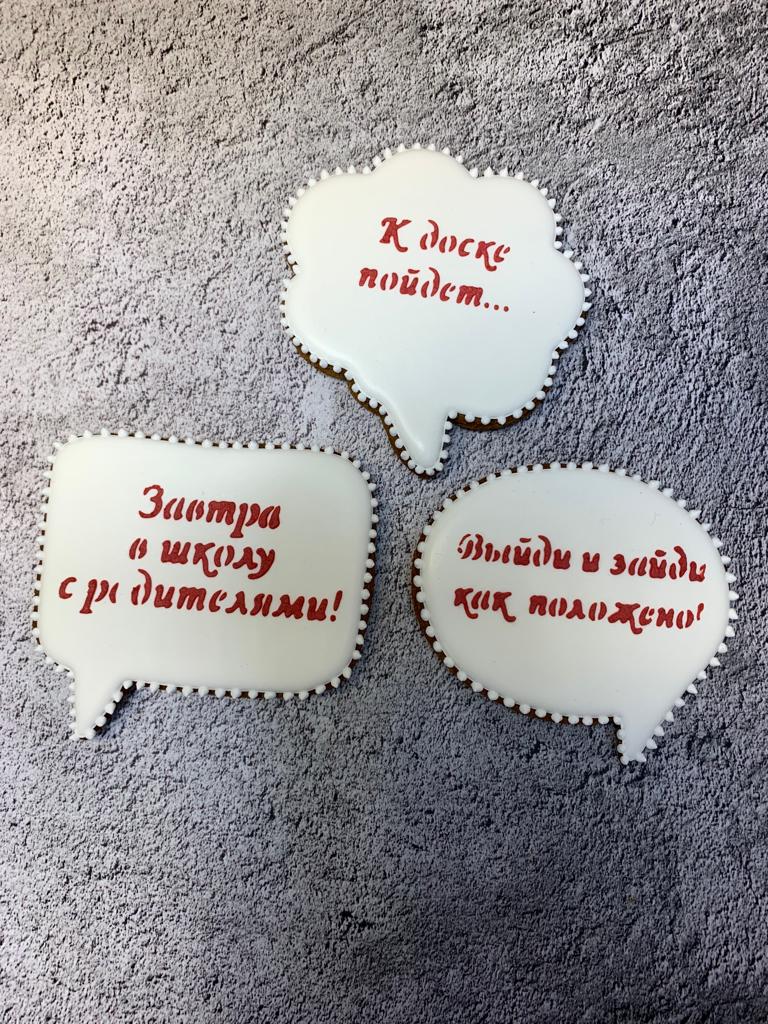 К доске
пойдет...
Завтра
в школу
с родителями!
Выйди и зайди
как положено!